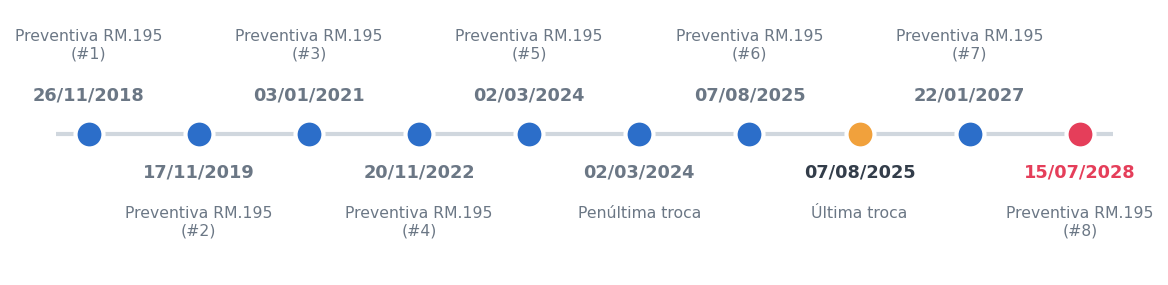 Preventiva RM.195
(#1)
26/11/2018
17/11/2019
Preventiva RM.195
(#2)
Preventiva RM.195
(#3)
03/01/2021
20/11/2022
Preventiva RM.195
(#4)
Preventiva RM.195
(#5)
02/03/2024
02/03/2024
Penúltima troca
Preventiva RM.195
(#6)
07/08/2025
07/08/2025
Última troca
Preventiva RM.195
(#7)
22/01/2027
15/07/2028
Preventiva RM.195
(#8)